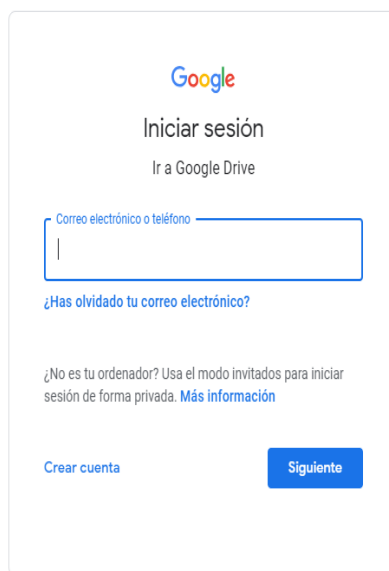 Google
Iniciar sesión
Ir a Google Drive
Correo electrónico o teléfono
¿Has olvidado tu correo electrónico?
¿No es tu ordenador? Usa el modo invitados para iniciar
sesión de forma privada. Más información
Crear cuenta
Siguiente